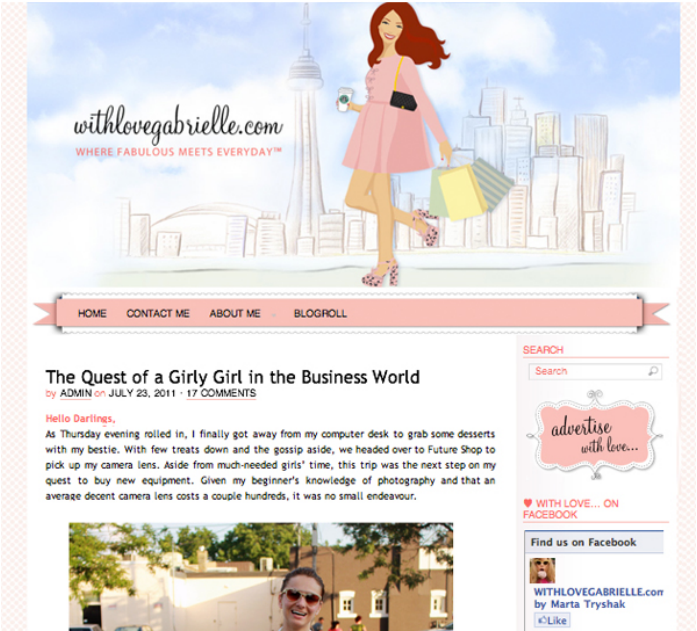 withlovegabrielle.com
WHERE FABULOUS MEETS EVERYDAY™
HOME CONTACT ME ABOUT ME BLOGROLL
The Quest of a Girly Girl in the Business World
by ADMIN on JULY 23, 2011 · 17 COMMENTS
Hello Darlings,
As Thursday evening rolled in, I finally got away from my computer desk to grab some desserts
with my bestie. With few treats down and the gossip aside, we headed over to Future Shop to
pick up my camera lens. Aside from much-needed girls' time, this trip was the next step on my
quest to buy new equipment. Given my beginner's knowledge of photography and that an
average decent camera lens costs a couple hundreds, it was no small endeavour.
SEARCH
Search
advertise
with love...
♥ WITH LOVE... ON
FACEBOOK
Find us on Facebook
WITHLOVEGABRIELLE.com
by Marta Tryshak
Like